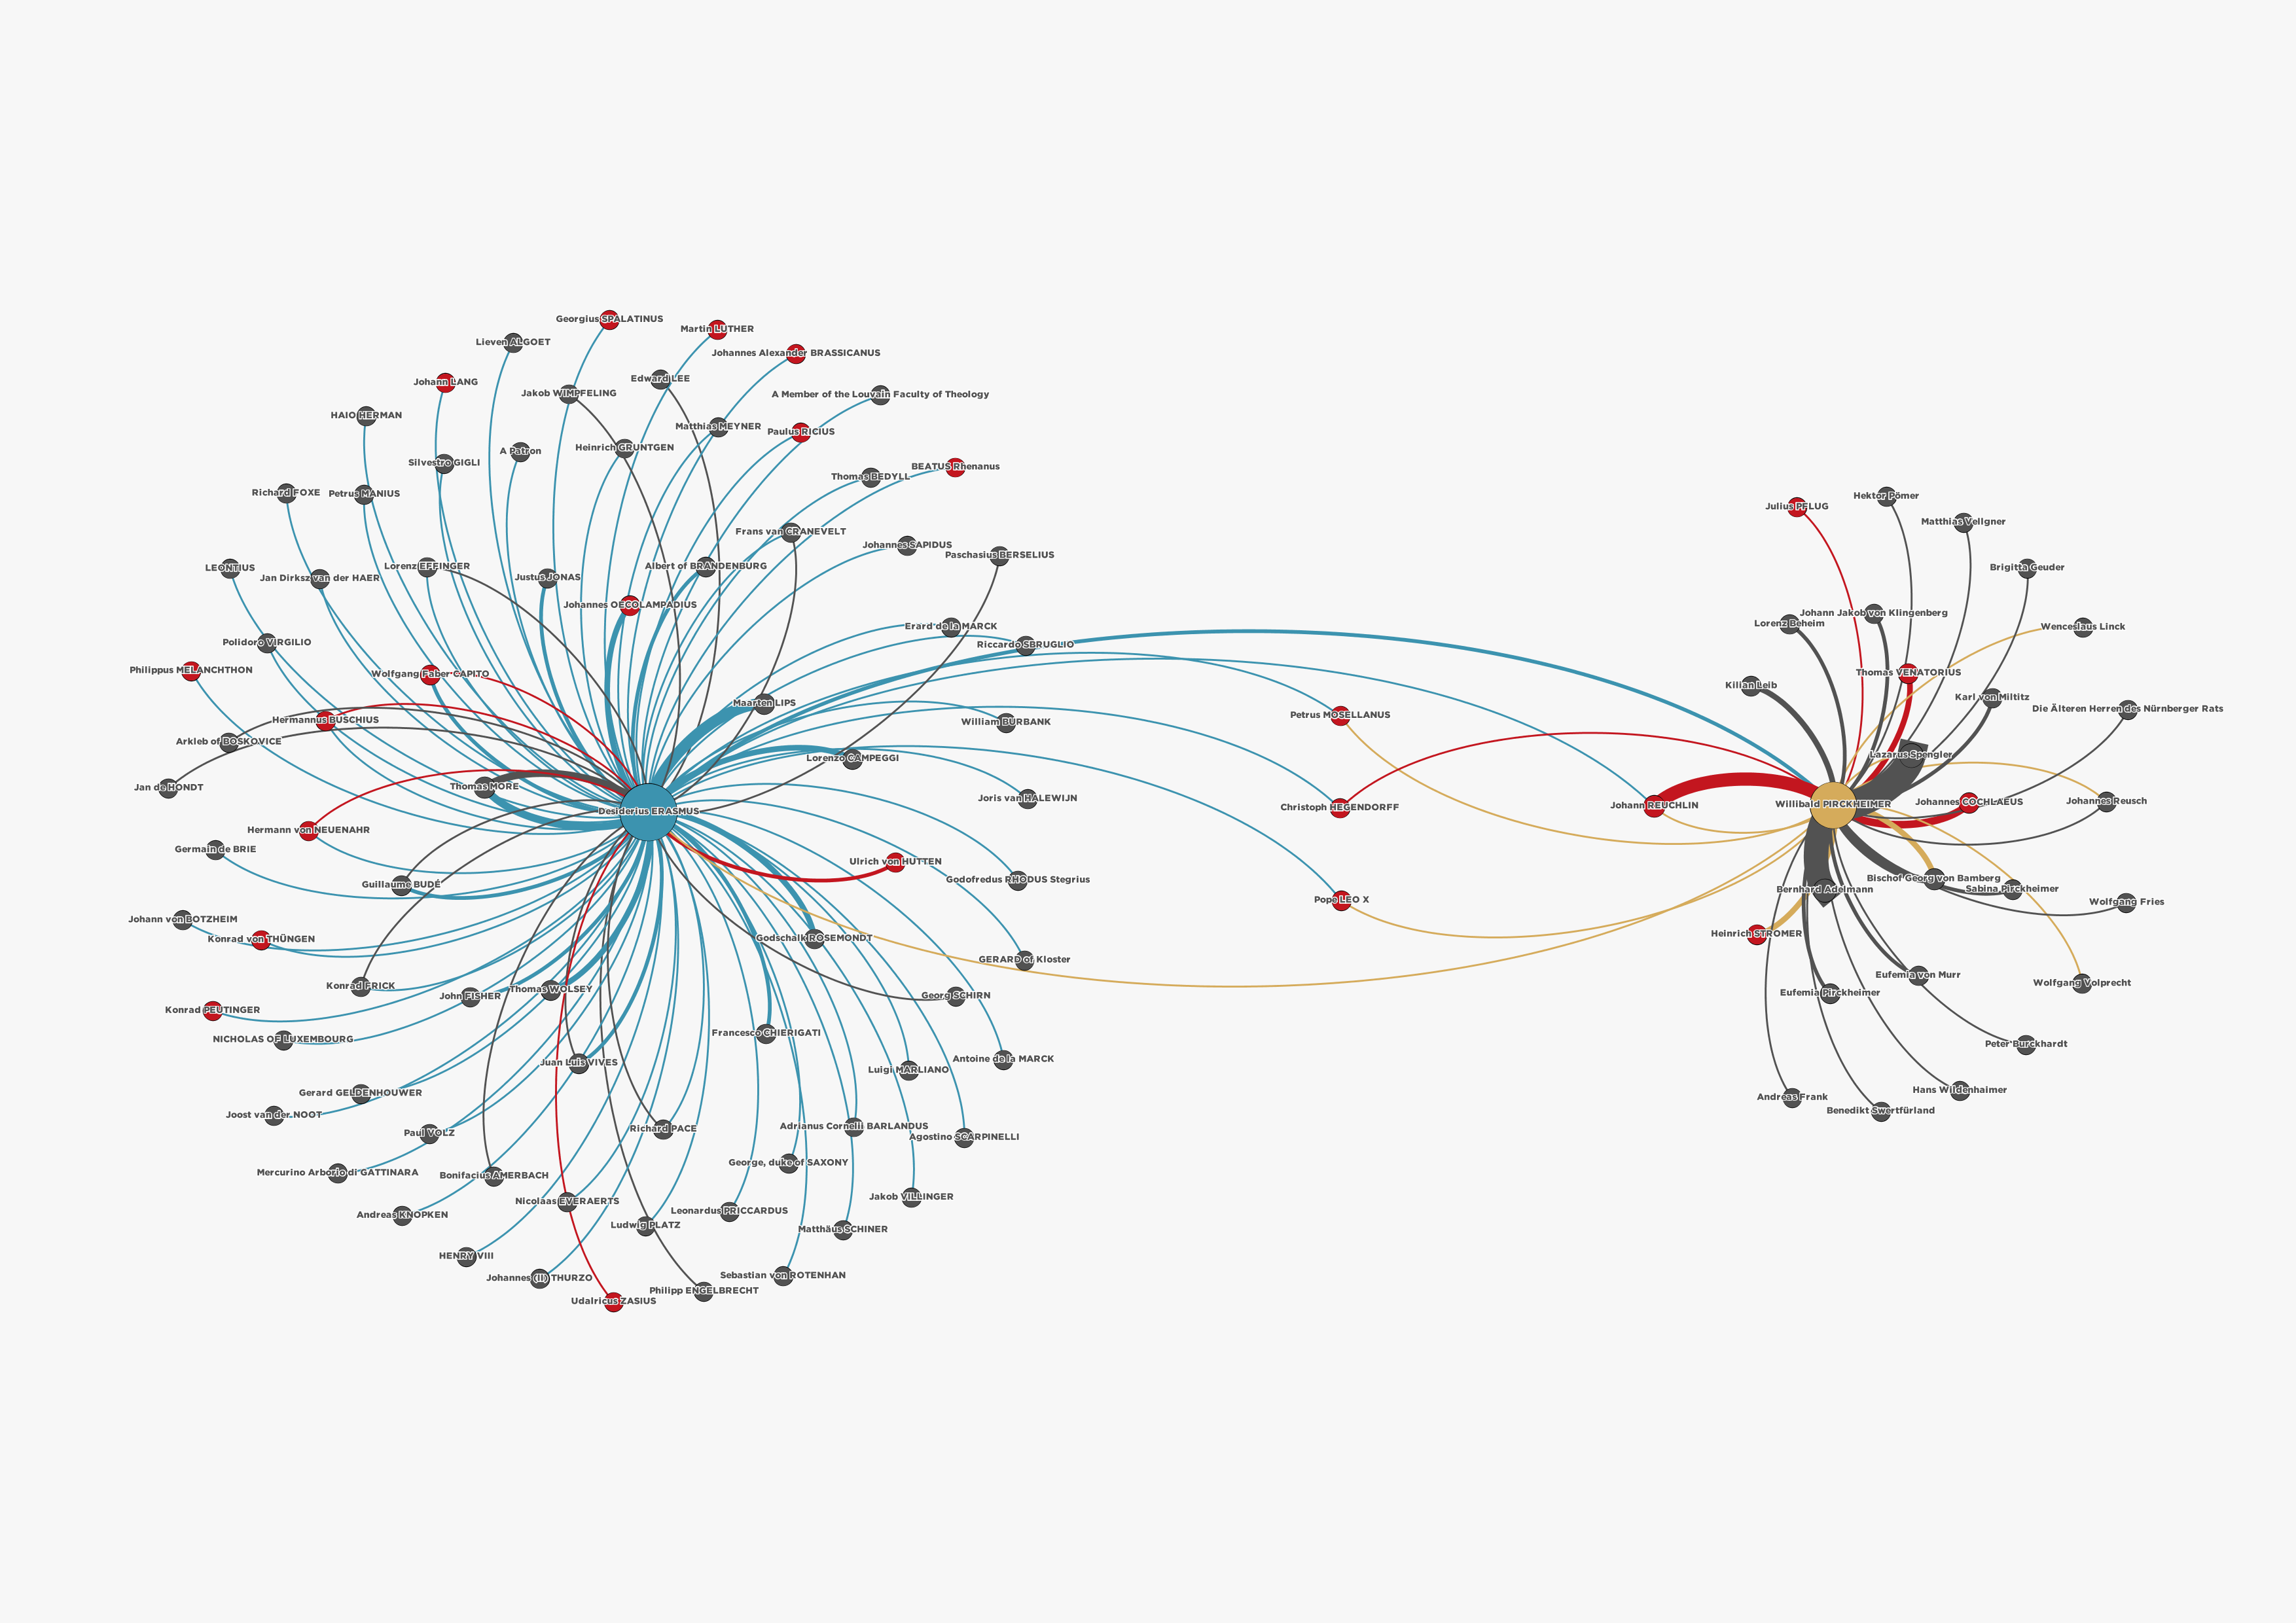 Georgius SPALATINUS
Martin LUTHER
Lieven ALGOET
Johannes Alexander BRASSICANUS
Johann LANG
Edward LEE
Jakob WIMPFELING
A Member of the Louvain Faculty of Theology
HAIO HERMAN
Matthias MEYNER
Paulus RICIUS
Heinrich GRUNTGEN
A Patron
Silvestro GIGLI
BEATUS Rhenanus
Thomas BEDYLL
Richard FOXE
Petrus MANIUS
Hektor Pömer
Julius PFLUG
Matthias Vellgner
Frans van CRANEVELT
Johannes SAPIDUS
Paschasius BERSELIUS
LEONTIUS
Lorenz EFFINGER
Albert of BRANDENBURG
Brigitta Geuder
Jan Dirksz van der HAER
Justus JONAS
Johannes OECOLAMPADIUS
Johann Jakob von Klingenberg
Lorenz Beheim
Erard de la MARCK
Wenceslaus Linck
Polidoro VIRGILIO
Riccardo SBRUGLIO
Philippus MELANCHTHON
Wolfgang Faber CAPITO
Thomas VENATORIUS
Kilian Leib
Karl von Miltitz
Maarten LIPS
Die Älteren Herren des Nürnberger Rats
Petrus MOSELLANUS
Hermannus BUSCHIUS
William BURBANK
Arkleb of BOSKOVICE
Lazarus Spengler
Lorenzo CAMPEGGI
Jan de HONDT
Thomas MORE
Joris van HALEWIJN
Johannes COCHLAEUS
Johannes Reusch
Willibald PIRCKHEIMER
Johann REUCHLIN
Christoph HEGENDORFF
Desiderius ERASMUS
Hermann von NEUENAHR
Germain de BRIE
Ulrich von HUTTEN
Godofredus RHODUS Stegrius
Bischof Georg von Bamberg
Guillaume BUDÉ
Bernhard Adelmann
Sabina Pirckheimer
Pope LEO X
Wolfgang Fries
Johann von BOTZHEIM
Heinrich STROMER
Konrad von THÜNGEN
Godschalk ROSEMONDT
GERARD of Kloster
Eufemia von Murr
Wolfgang Volprecht
Konrad FRICK
Thomas WOLSEY
John FISHER
Georg SCHIRN
Eufemia Pirckheimer
Konrad PEUTINGER
Francesco CHIERIGATI
NICHOLAS OF LUXEMBOURG
Peter Burckhardt
Antoine de la MARCK
Juan Luis VIVES
Luigi MARLIANO
Gerard GELDENHOUWER
Hans Wildenhaimer
Andreas Frank
Benedikt Swertfürland
Joost van der NOOT
Adrianus Cornelii BARLANDUS
Richard PACE
Paul VOLZ
Agostino SCARPINELLI
George, duke of SAXONY
Mercurino Arborio di GATTINARA
Bonifacius AMERBACH
Jakob VILLINGER
Nicolaas EVERAERTS
Leonardus PRICCARDUS
Andreas KNOPKEN
Ludwig PLATZ
Matthäus SCHINER
HENRY VIII
Johannes (II) THURZO
Sebastian von ROTENHAN
Philipp ENGELBRECHT
Udalricus ZASIUS